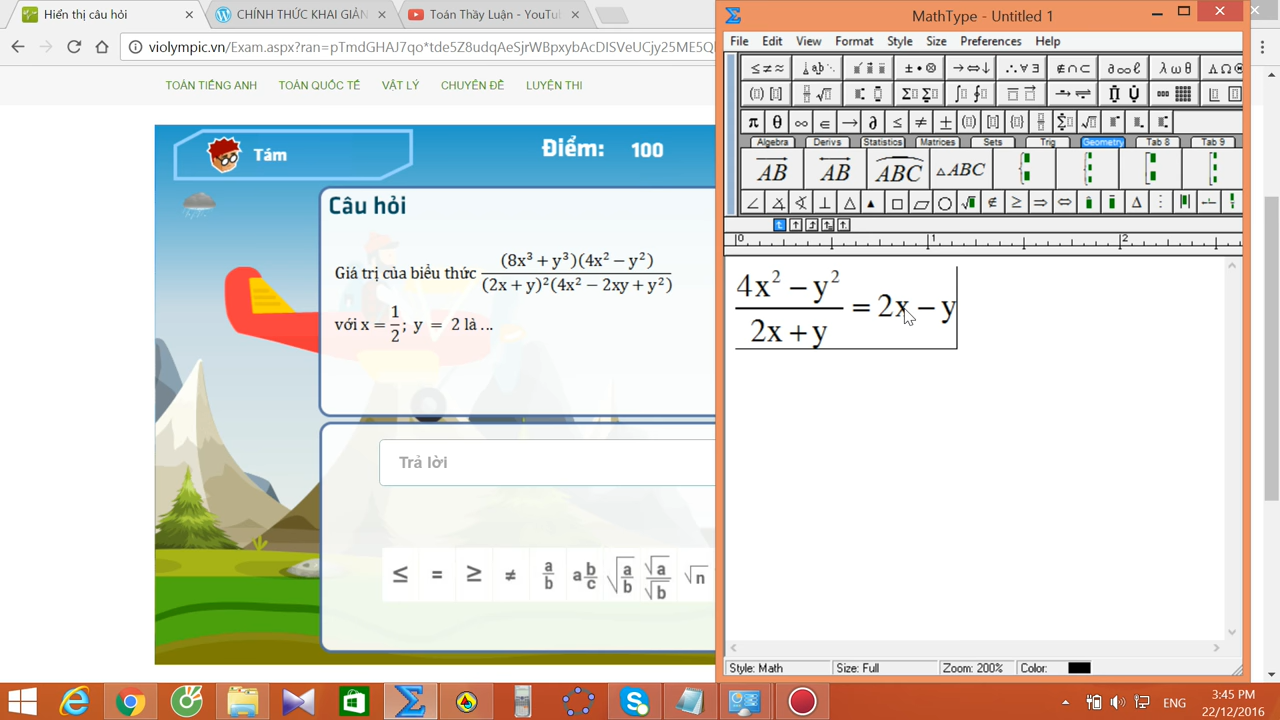 Hiển thị câu hỏi
CHÍNH THỨC KHAI GIẢN
Toán Thầy Luận - YouTu
violympic.vn/Exam.aspx?ran=pTmdGHAJ7qo*tde5Z8udqAeSjrWBpxybAcDISVeUCjy25ME5Q
TOÁN TIẾNG ANH TOÁN QUỐC TẾ VẬT LÝ CHUYÊN ĐỀ LUYỆN THI
Tám
Điểm: 100
Câu hỏi
Giá trị của biểu thức (8x³ + y³)(4x² − y²) / (2x + y)²(4x² − 2xy + y²)
với x = 1/2; y = 2 là ...
Trả lời
≤ = ≥ ≠ a/b a b/c √(a/b) √a/√b √n
MathType - Untitled 1
File Edit View Format Style Size Preferences Help
Algebra Derivs Statistics Matrices Sets Trig Geometry Tab 8 Tab 9
AB AB ABC △ABC
0 1 2
(4x² − y²) / (2x + y) = 2x − y
Style: Math Size: Full Zoom: 200% Color:
ENG
3:45 PM
22/12/2016